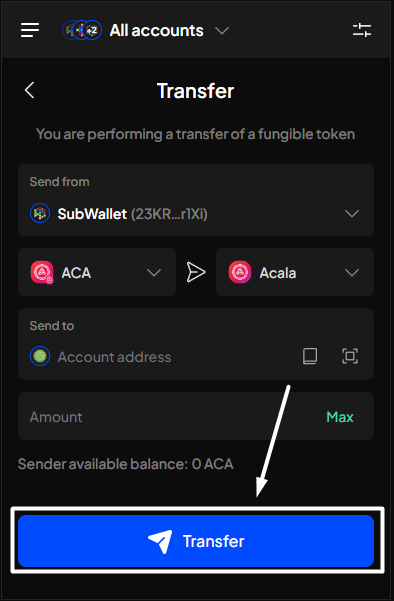 +2 All accounts
Transfer
You are performing a transfer of a fungible token
Send from
SubWallet (23KR...r1Xi)
ACA
Acala
Send to
Account address
Amount
Max
Sender available balance: 0 ACA
Transfer